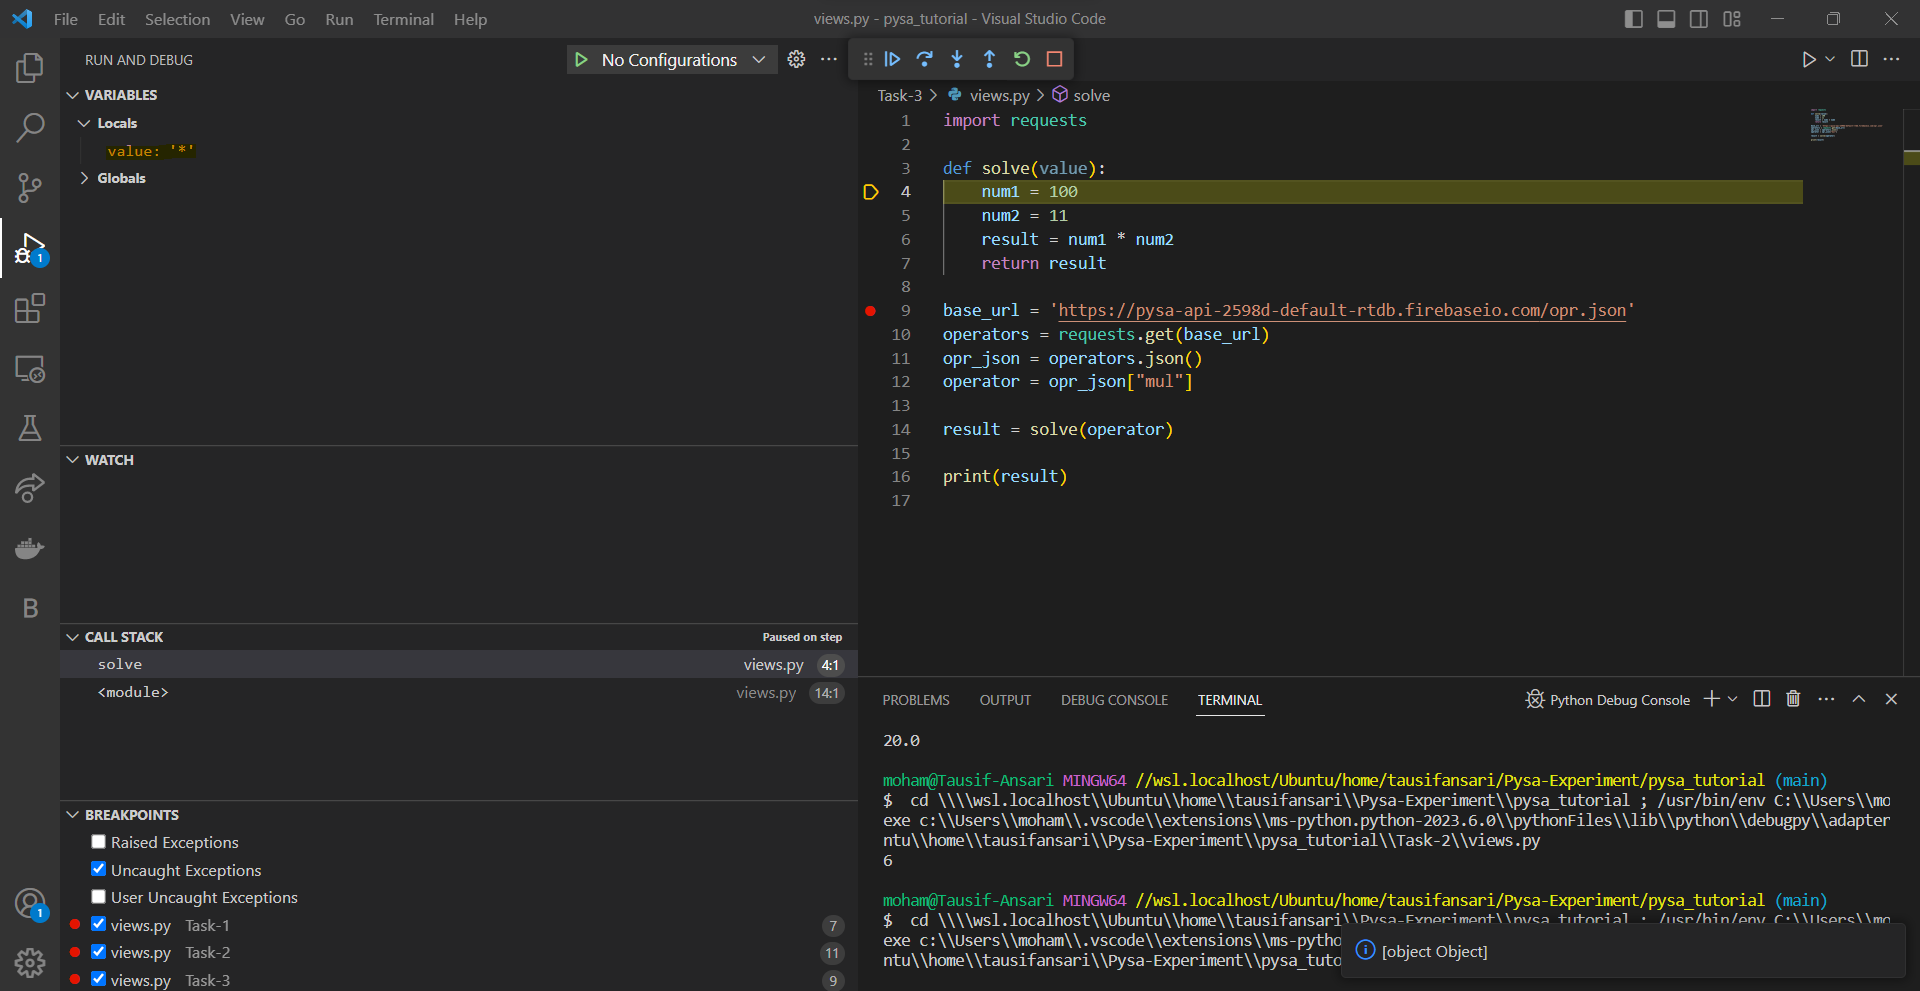 File Edit Selection View Go Run Terminal Help
views.py - pysa_tutorial - Visual Studio Code
RUN AND DEBUG
No Configurations
VARIABLES
Locals
value: '*'
Globals
WATCH
CALL STACK
Paused on step
solve views.py 4:1
<module> views.py 14:1
BREAKPOINTS
Raised Exceptions
Uncaught Exceptions
User Uncaught Exceptions
views.py Task-1 7
views.py Task-2 11
views.py Task-3 9
1
B
1
Task-3 > views.py > solve
1 import requests
2
3 def solve(value):
4 num1 = 100
5 num2 = 11
6 result = num1 * num2
7 return result
8
9 base_url = 'https://pysa-api-2598d-default-rtdb.firebaseio.com/opr.json'
10 operators = requests.get(base_url)
11 opr_json = operators.json()
12 operator = opr_json["mul"]
13
14 result = solve(operator)
15
16 print(result)
17
PROBLEMS OUTPUT DEBUG CONSOLE TERMINAL
Python Debug Console
20.0
moham@Tausif-Ansari MINGW64 //wsl.localhost/Ubuntu/home/tausifansari/Pysa-Experiment/pysa_tutorial (main)
$ cd \\\\wsl.localhost\\Ubuntu\\home\\tausifansari\\Pysa-Experiment\\pysa_tutorial ; /usr/bin/env C:\\Users\\mo
exe c:\\Users\\moham\\.vscode\\extensions\\ms-python.python-2023.6.0\\pythonFiles\\lib\\python\\debugpy\\adapter
ntu\\home\\tausifansari\\Pysa-Experiment\\pysa_tutorial\\Task-2\\views.py
6
moham@Tausif-Ansari MINGW64 //wsl.localhost/Ubuntu/home/tausifansari/Pysa-Experiment/pysa_tutorial (main)
$ cd \\\\wsl.localhost\\Ubuntu\\home\\tausifansari\\Pysa-Experiment\\pysa_tutorial ; /usr/bin/env C:\\Users\\mo
exe c:\\Users\\moham\\.vscode\\extensions\\ms-pytho
ntu\\home\\tausifansari\\Pysa-Experiment\\pysa_tuto
[object Object]